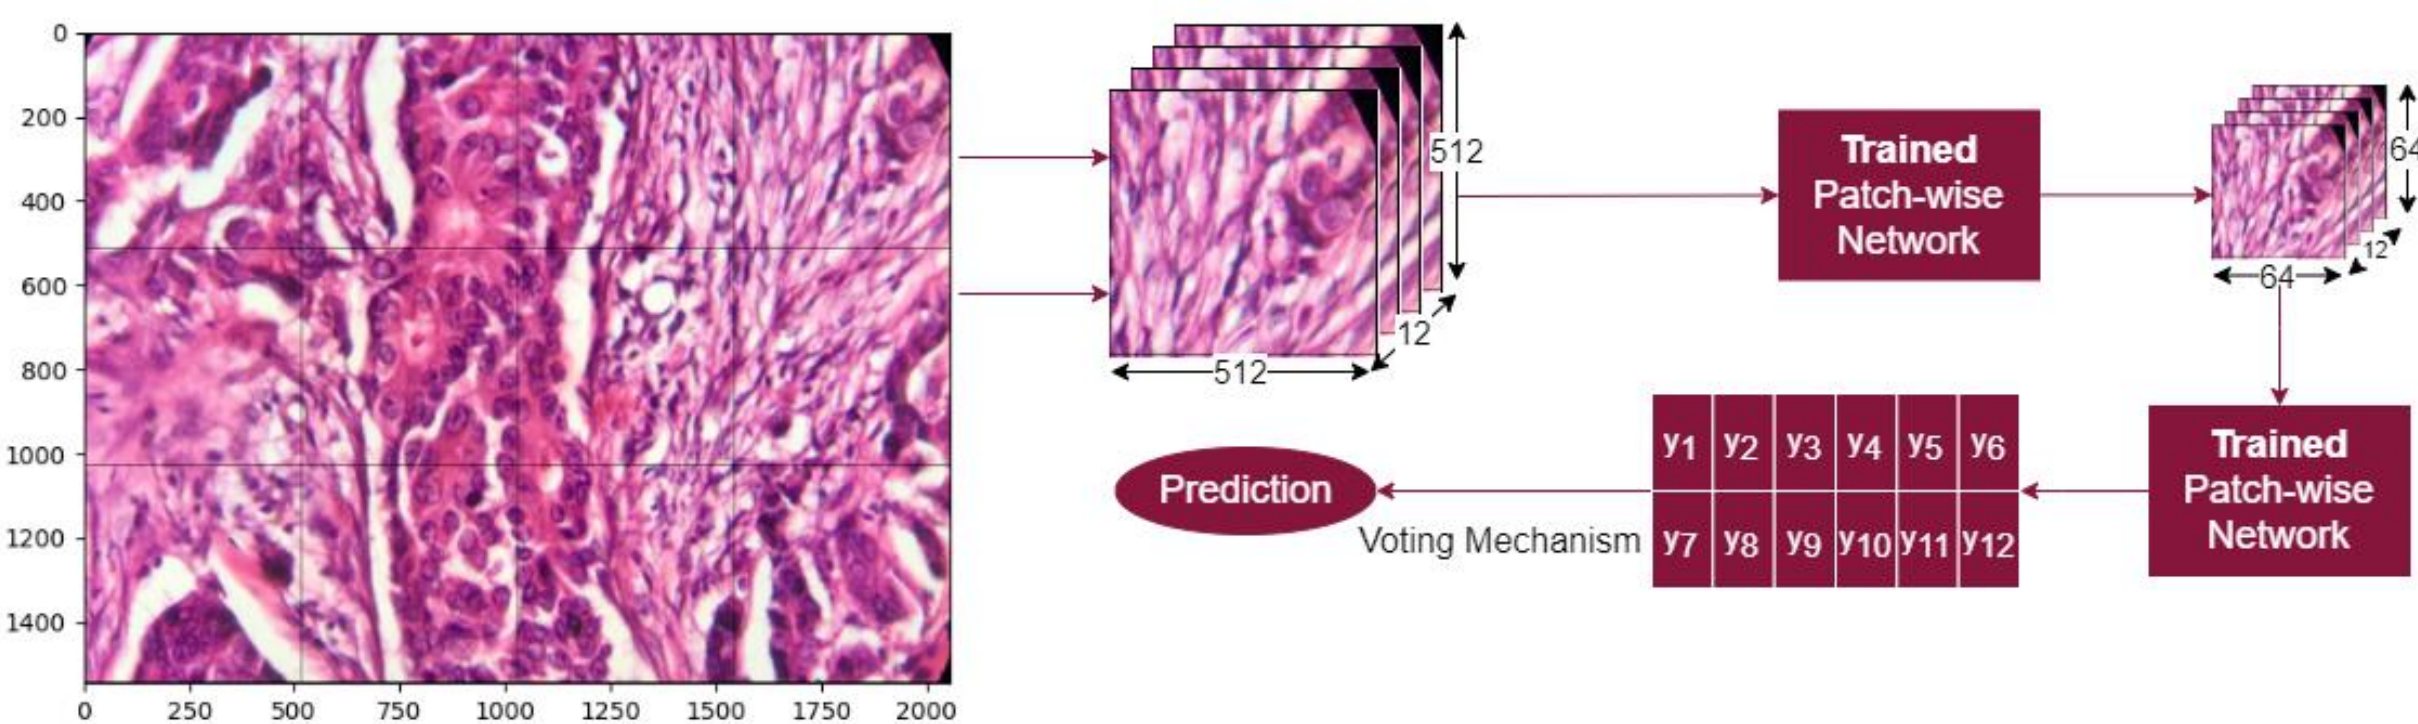 0
200
400
600
800
1000
1200
1400
0 250 500 750 1000 1250 1500 1750 2000
512
12
512
Trained
Patch-wise
Network
64
12
64
Trained
Patch-wise
Network
y1 y2 y3 y4 y5 y6
y7 y8 y9 y10 y11 y12
Voting Mechanism
Prediction